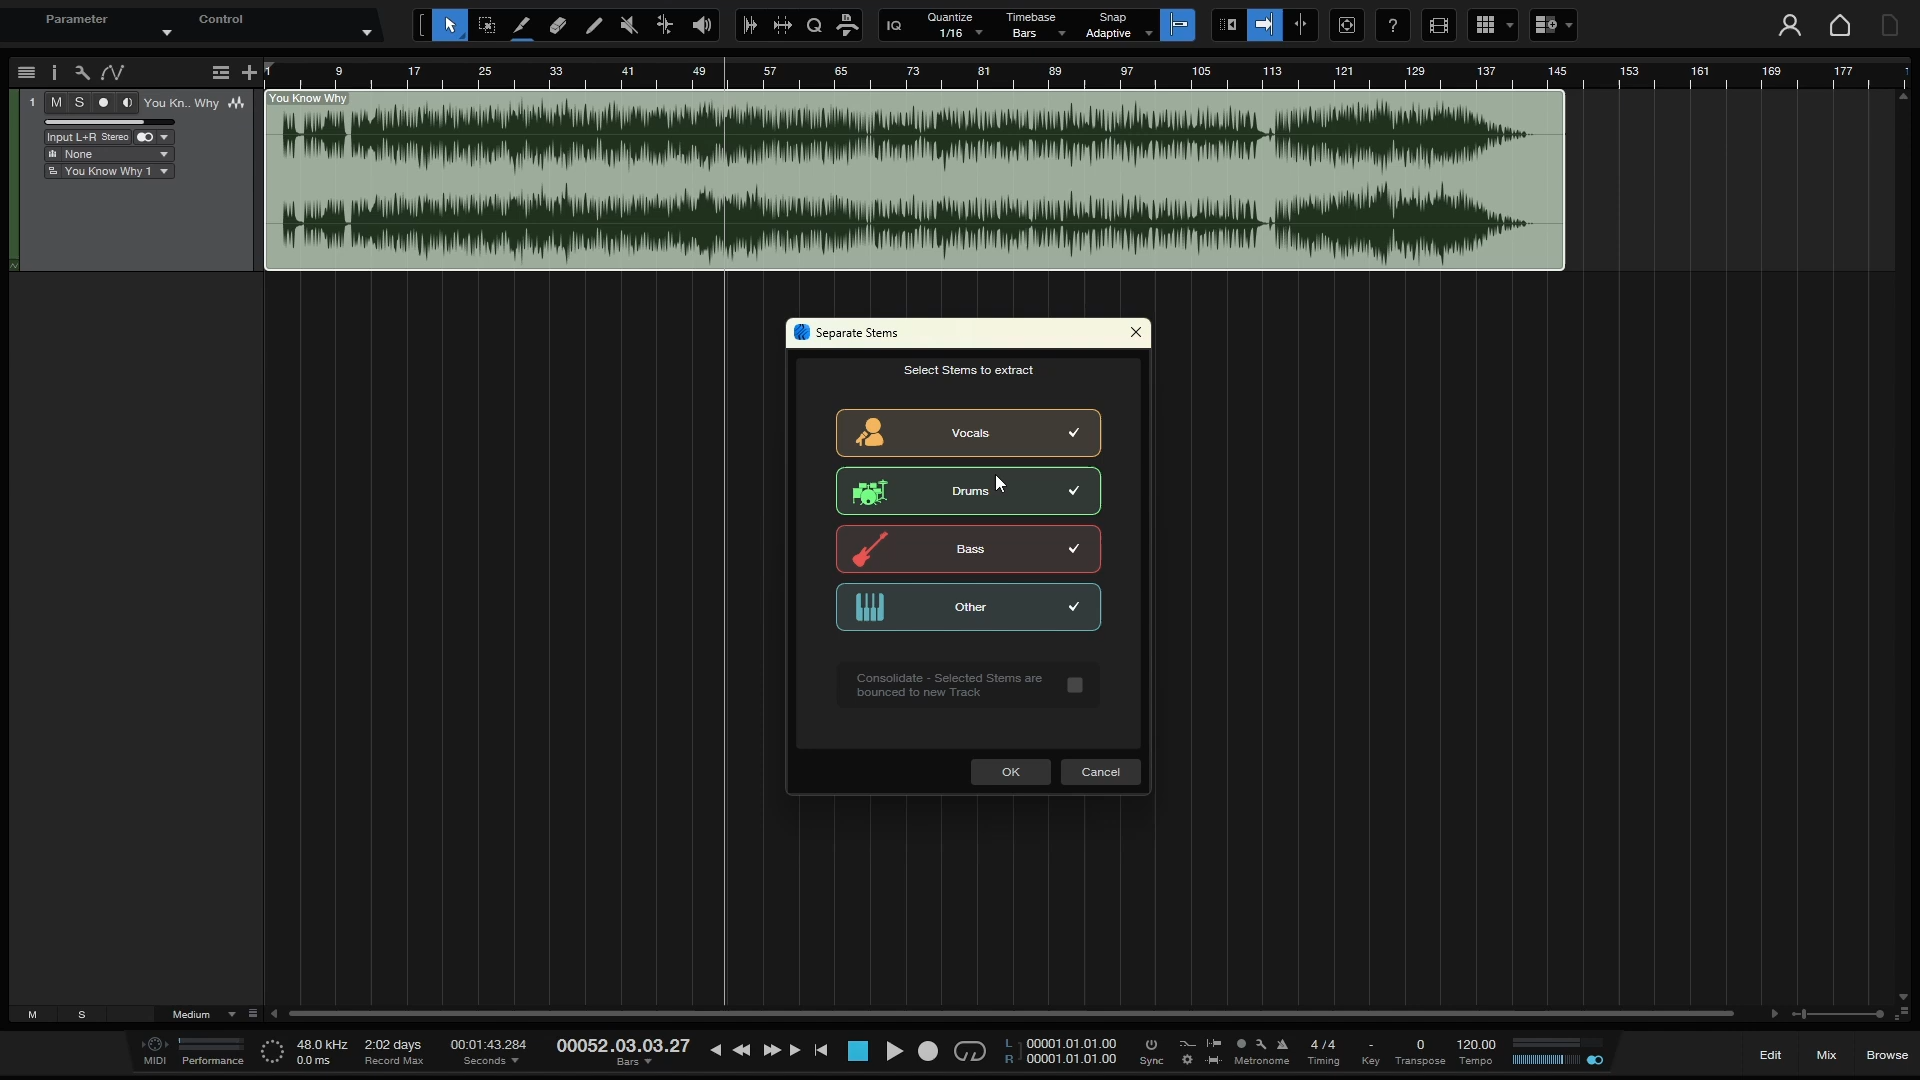 Parameter
Control
IQ
Quantize
1/16
Timebase
Bars
Snap
Adaptive
Q
?
i
1 9 17 25 33 41 49 57 65 73 81 89 97 105 113 121 129 137 145 153 161 169 177
1 M S You Kn.. Why
Input L+R Stereo
None
You Know Why 1
You Know Why
Separate Stems
Select Stems to extract
Vocals
Drums
Bass
Other
Consolidate - Selected Stems are
bounced to new Track
OK
Cancel
M S Medium
MIDI
Performance
48.0 kHz
0.0 ms
2:02 days
Record Max
00:01:43.284
Seconds
00052.03.03.27
Bars
L 00001.01.01.00
R 00001.01.01.00
Sync
Metronome
4 / 4
Timing
-
Key
0
Transpose
120.00
Tempo
Edit
Mix
Browse